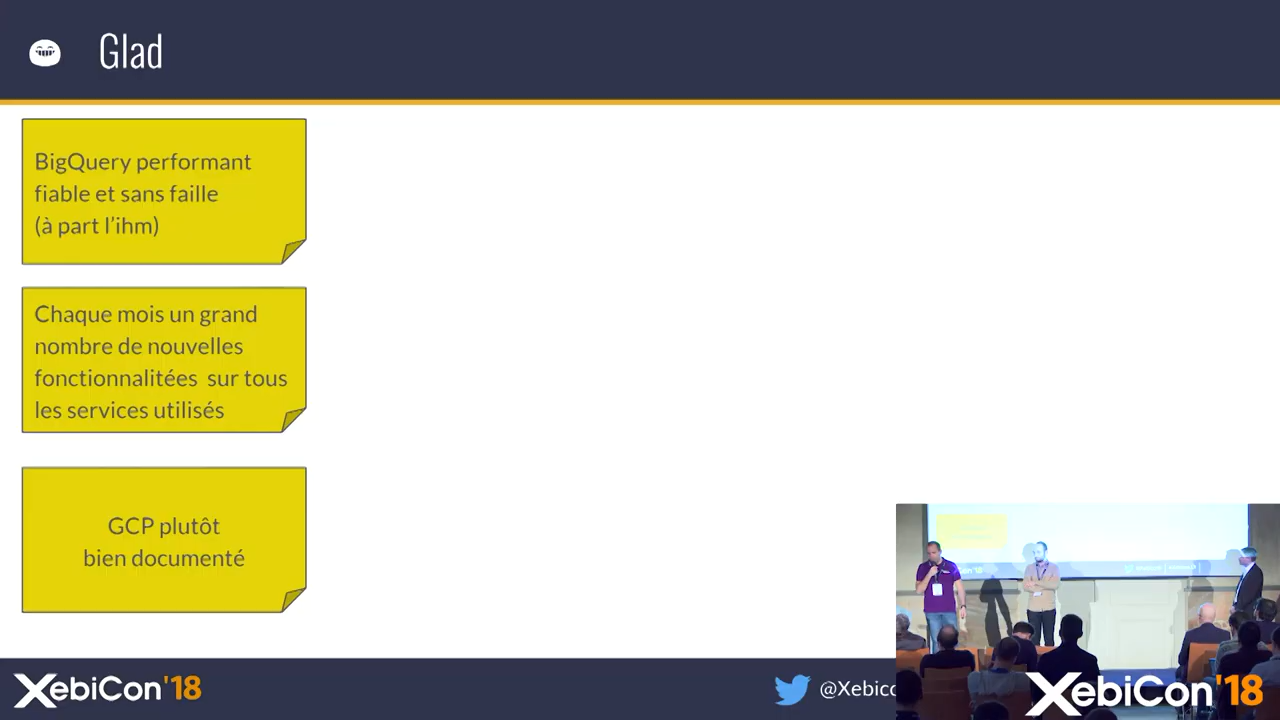 Glad
BigQuery performant
fiable et sans faille
(à part l’ihm)
Chaque mois un grand
nombre de nouvelles
fonctionnalitées sur tous
les services utilisés
GCP plutôt
bien documenté
XebiCon'18
XebiCon'18